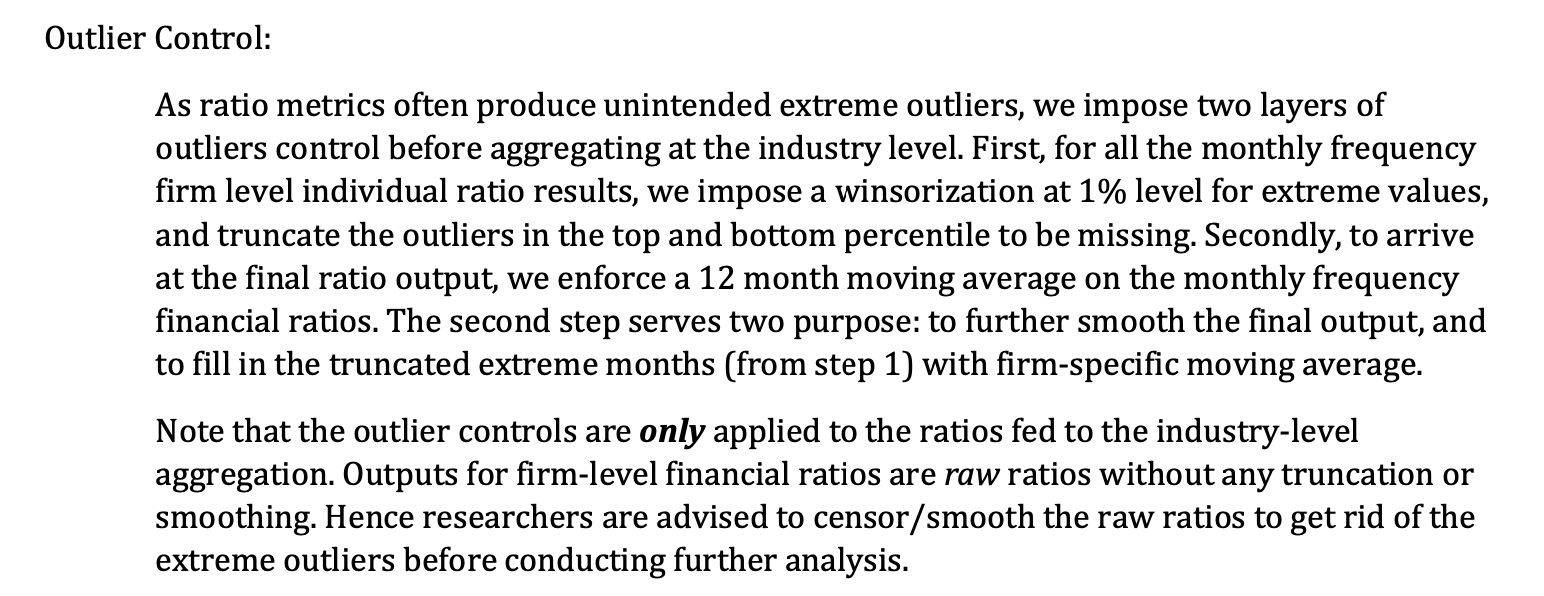 Outlier Control:
As ratio metrics often produce unintended extreme outliers, we impose two layers of
outliers control before aggregating at the industry level. First, for all the monthly frequency
firm level individual ratio results, we impose a winsorization at 1% level for extreme values,
and truncate the outliers in the top and bottom percentile to be missing. Secondly, to arrive
at the final ratio output, we enforce a 12 month moving average on the monthly frequency
financial ratios. The second step serves two purpose: to further smooth the final output, and
to fill in the truncated extreme months (from step 1) with firm-specific moving average.
Note that the outlier controls are only applied to the ratios fed to the industry-level
aggregation. Outputs for firm-level financial ratios are raw ratios without any truncation or
smoothing. Hence researchers are advised to censor/smooth the raw ratios to get rid of the
extreme outliers before conducting further analysis.